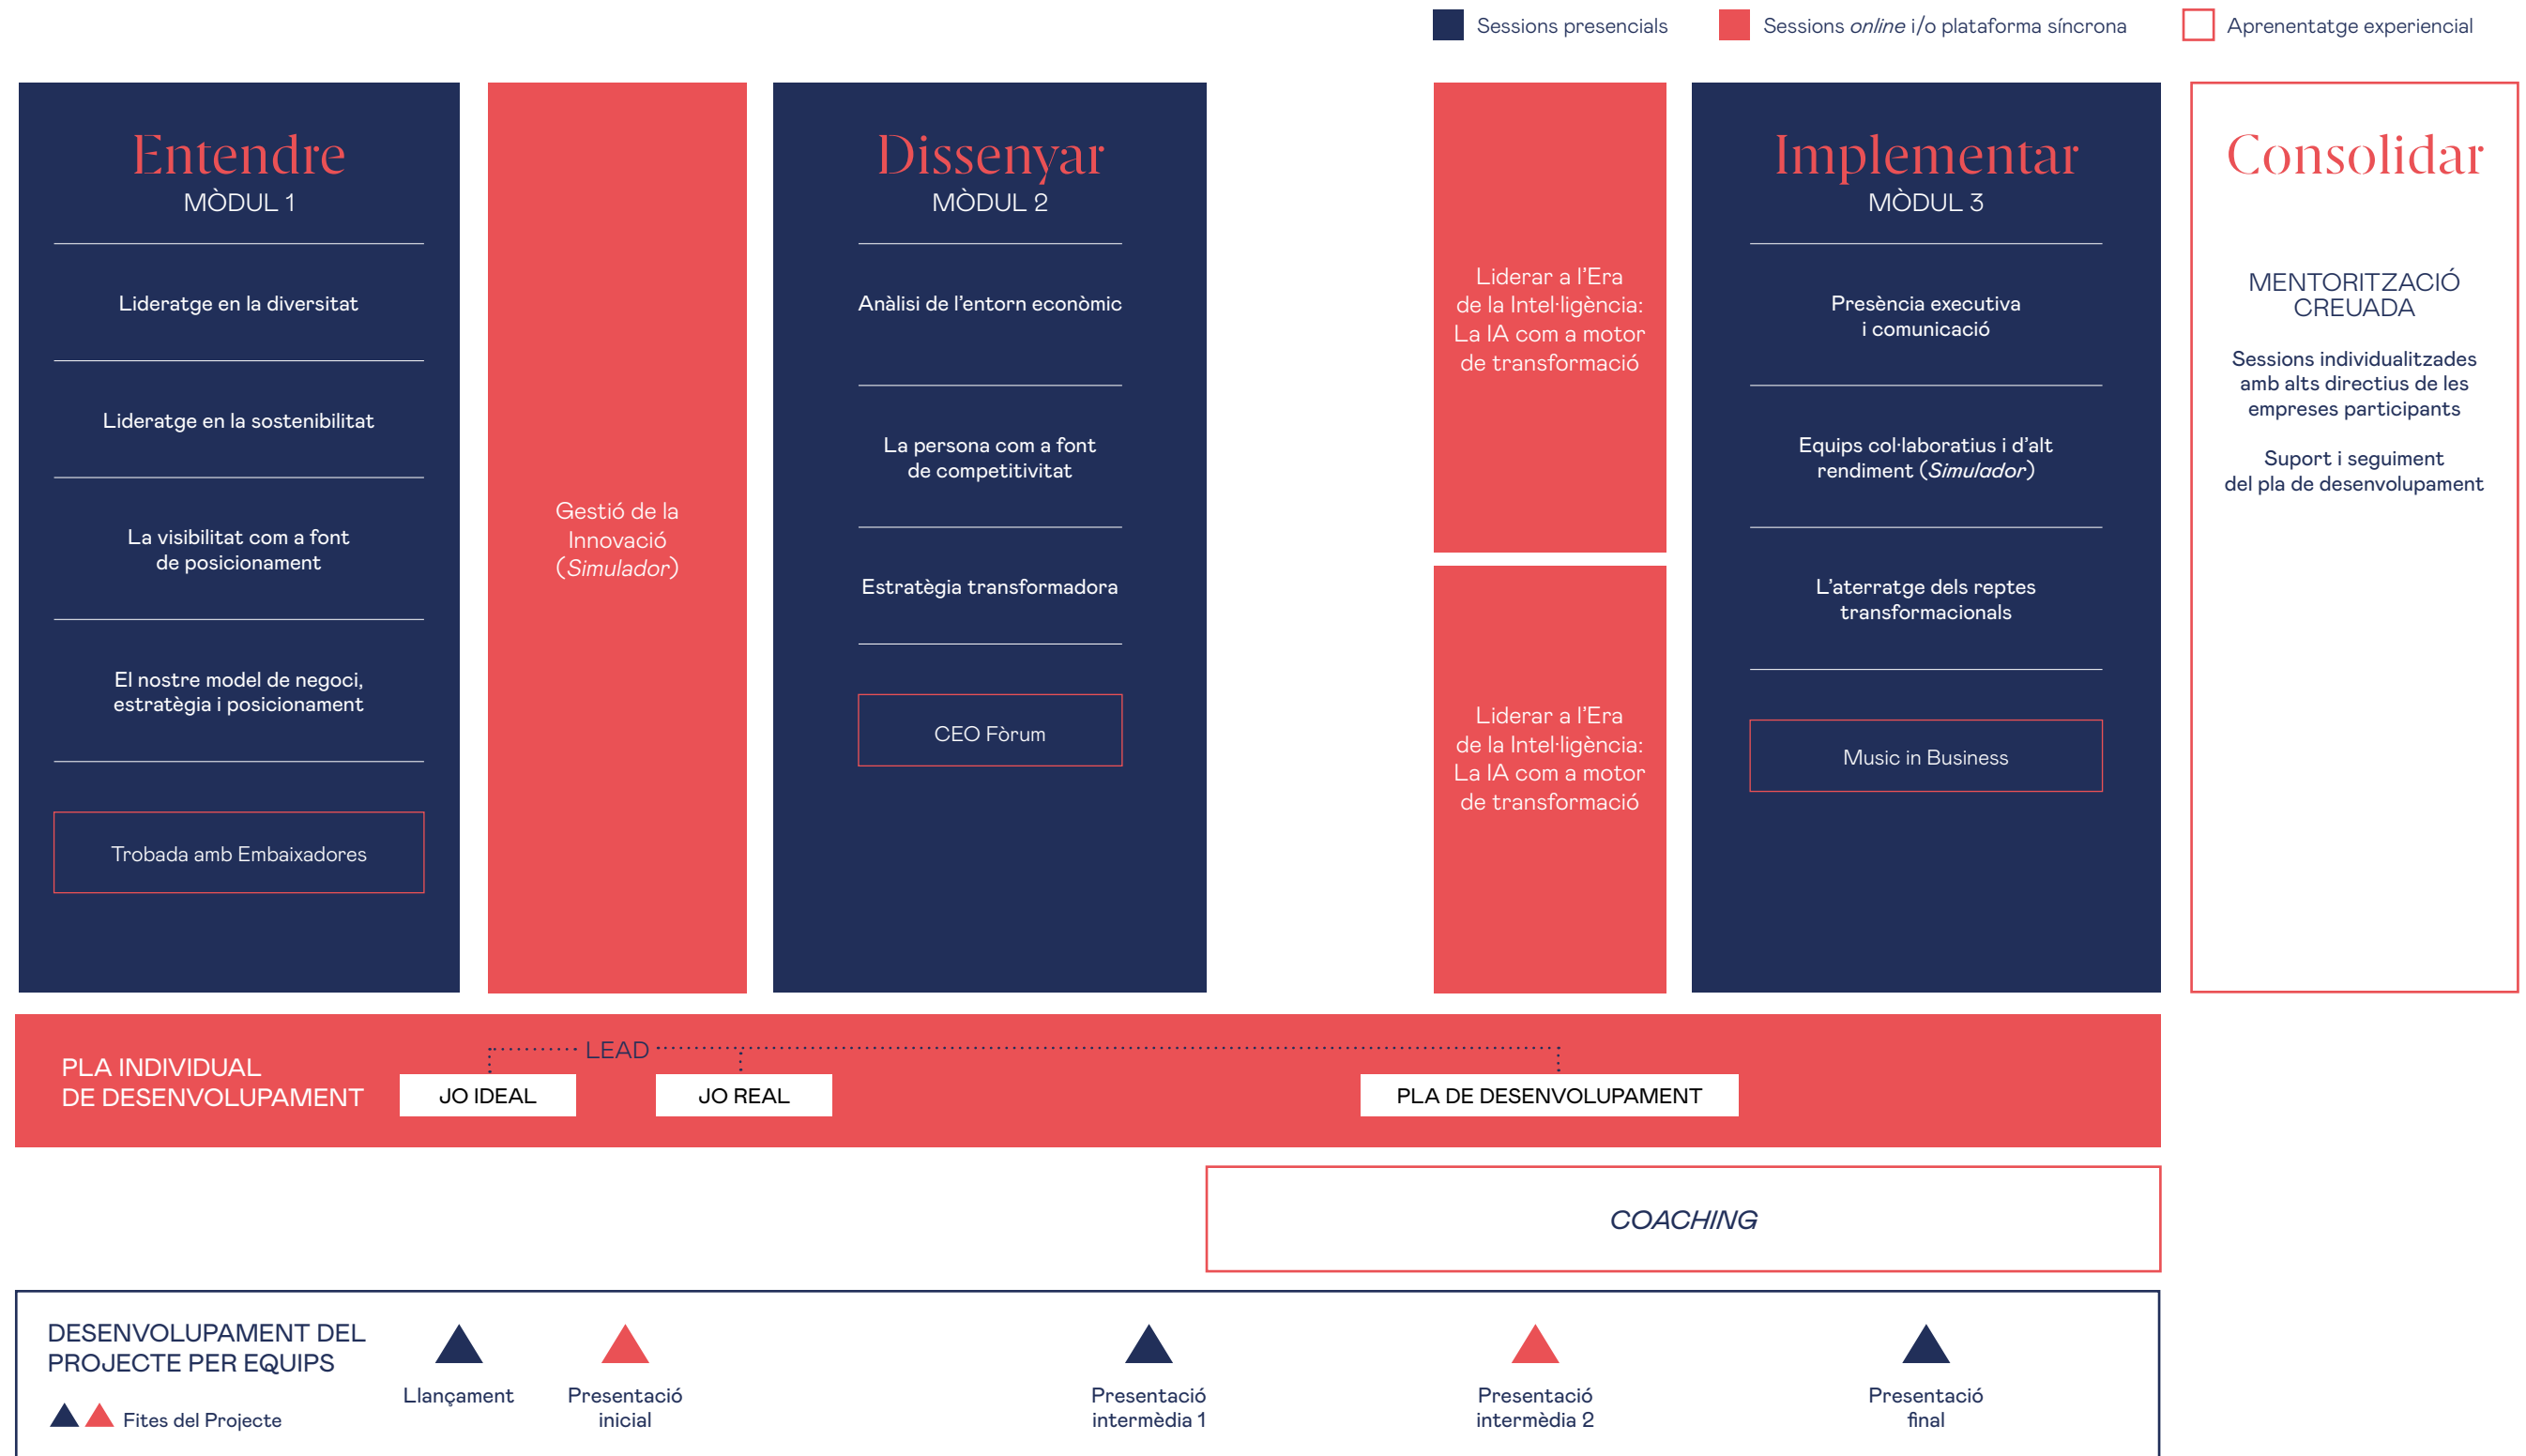 Sessions presencials
Sessions online i/o plataforma síncrona
Aprenentatge experiencial
Entendre
MÒDUL 1
Lideratge en la diversitat
Lideratge en la sostenibilitat
La visibilitat com a font
de posicionament
El nostre model de negoci,
estratègia i posicionament
Trobada amb Embaixadores
Gestió de la
Innovació
(Simulador)
Dissenyar
MÒDUL 2
Anàlisi de l’entorn econòmic
La persona com a font
de competitivitat
Estratègia transformadora
CEO Fòrum
Liderar a l’Era
de la Intel·ligència:
La IA com a motor
de transformació
Liderar a l’Era
de la Intel·ligència:
La IA com a motor
de transformació
Implementar
MÒDUL 3
Presència executiva
i comunicació
Equips col·laboratius i d’alt
rendiment (Simulador)
L’aterratge dels reptes
transformacionals
Music in Business
Consolidar
MENTORITZACIÓ
CREUADA
Sessions individualitzades
amb alts directius de les
empreses participants
Suport i seguiment
del pla de desenvolupament
PLA INDIVIDUAL
DE DESENVOLUPAMENT
LEAD
JO IDEAL
JO REAL
PLA DE DESENVOLUPAMENT
COACHING
DESENVOLUPAMENT DEL
PROJECTE PER EQUIPS
Fites del Projecte
Llançament
Presentació
inicial
Presentació
intermèdia 1
Presentació
intermèdia 2
Presentació
final